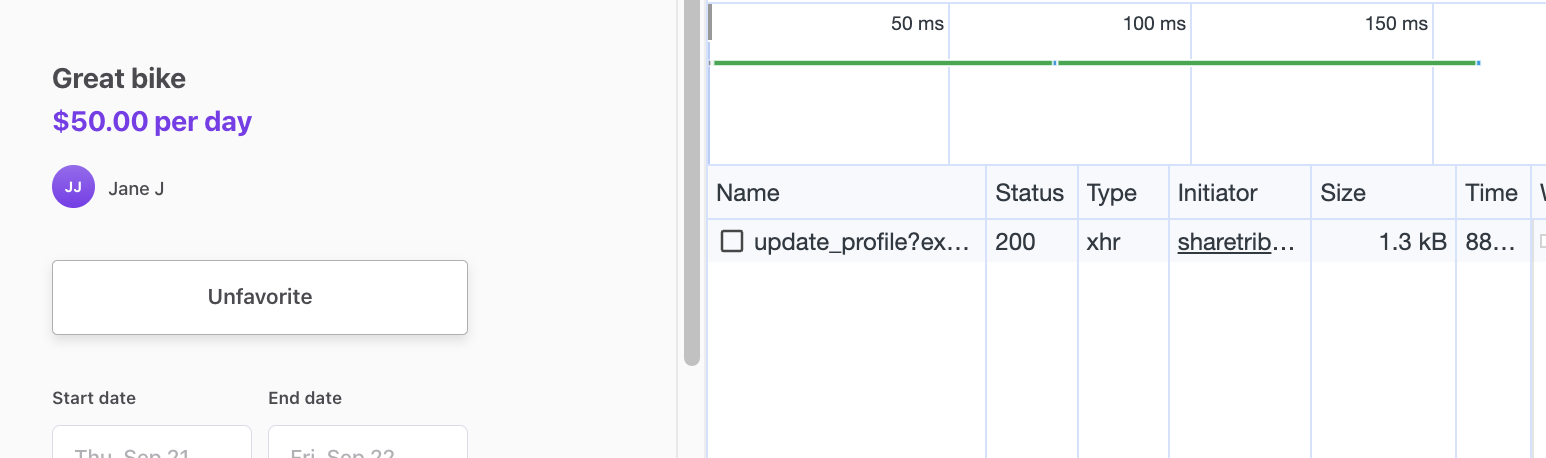 Great bike
$50.00 per day
JJ
Jane J
Unfavorite
Start date
End date
Thu, Sep 21
Fri, Sep 22
50 ms
100 ms
150 ms
Name
Status
Type
Initiator
Size
Time
update_profile?ex...
200
xhr
sharetrib...
1.3 kB
88...